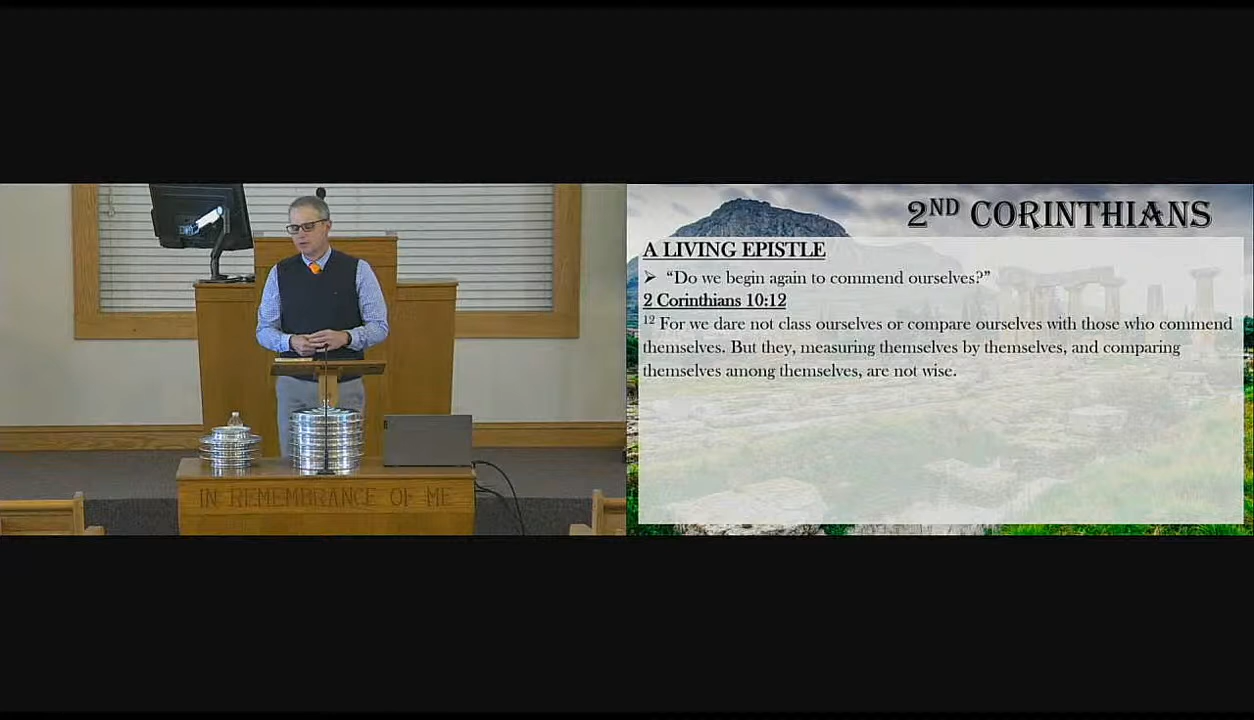 IN REMEMBRANCE OF ME
2ND CORINTHIANS
A LIVING EPISTLE
➢ “Do we begin again to commend ourselves?”
2 Corinthians 10:12
12 For we dare not class ourselves or compare ourselves with those who commend
themselves. But they, measuring themselves by themselves, and comparing
themselves among themselves, are not wise.